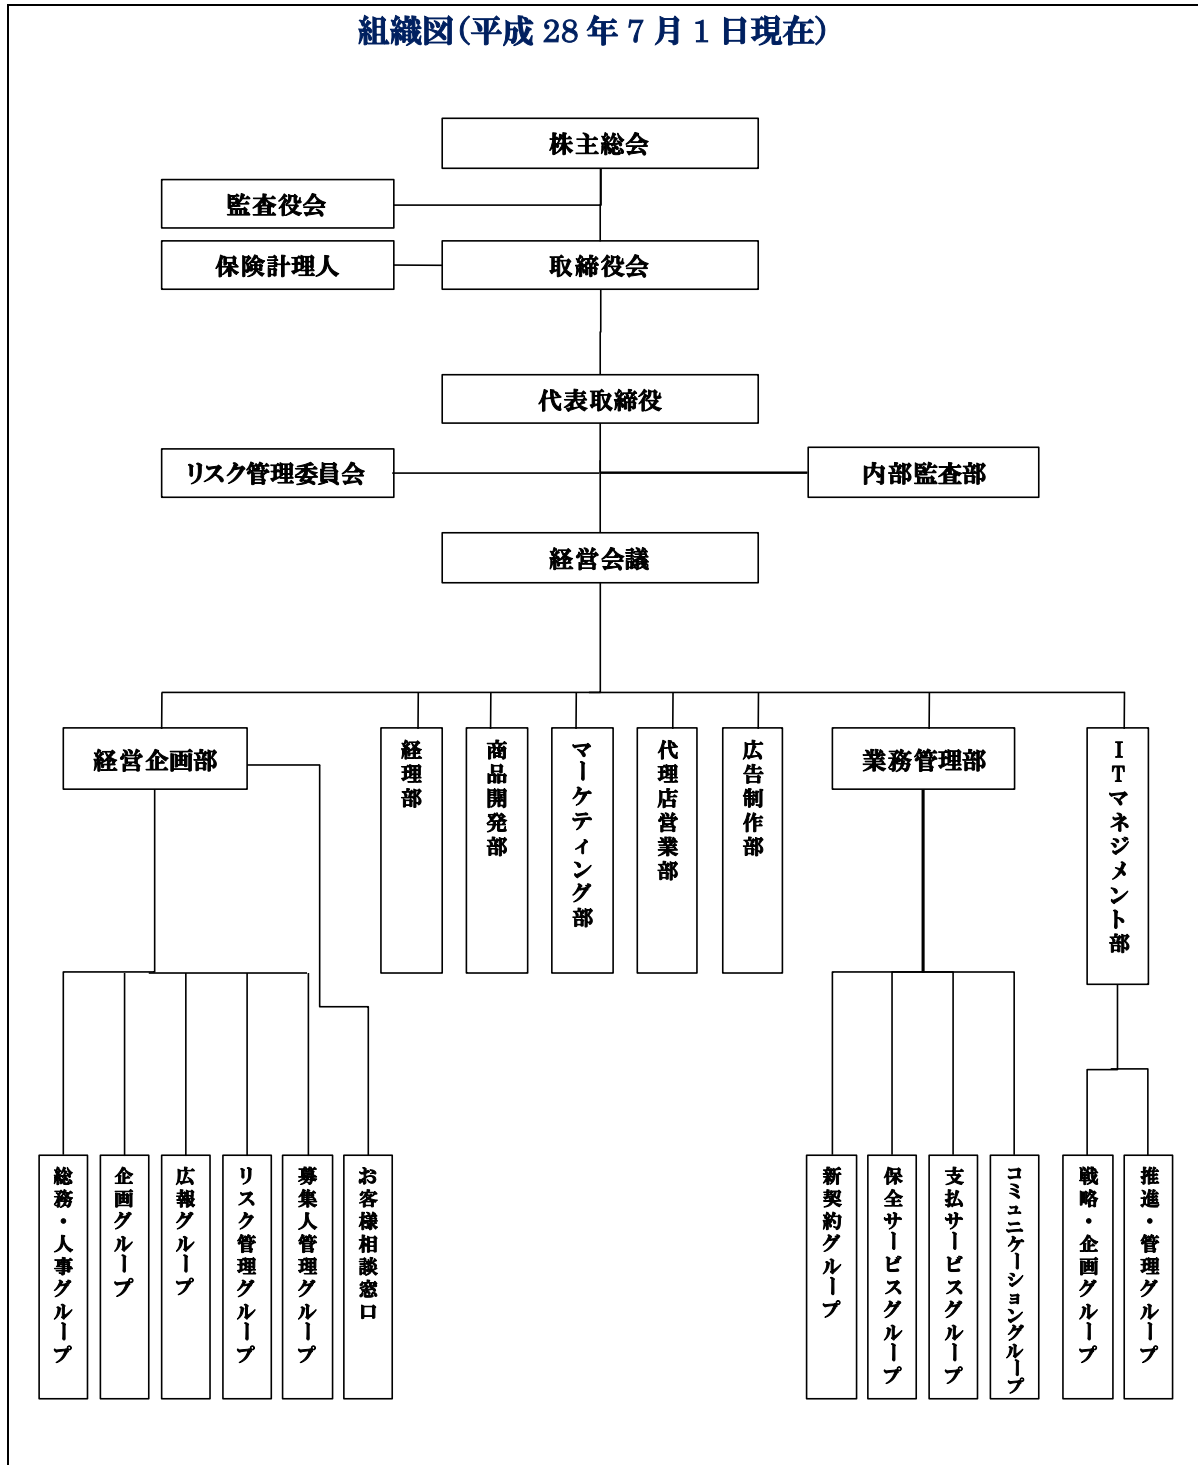 組織図(平成 28 年 7 月 1 日現在)
株主総会
監査役会
保険計理人
取締役会
代表取締役
リスク管理委員会
内部監査部
経営会議
経営企画部
経理部
商品開発部
マーケティング部
代理店営業部
広告制作部
業務管理部
ITマネジメント部
総務・人事グループ
企画グループ
広報グループ
リスク管理グループ
募集人管理グループ
お客様相談窓口
新契約グループ
保全サービスグループ
支払サービスグループ
コミュニケーショングループ
戦略・企画グループ
推進・管理グループ